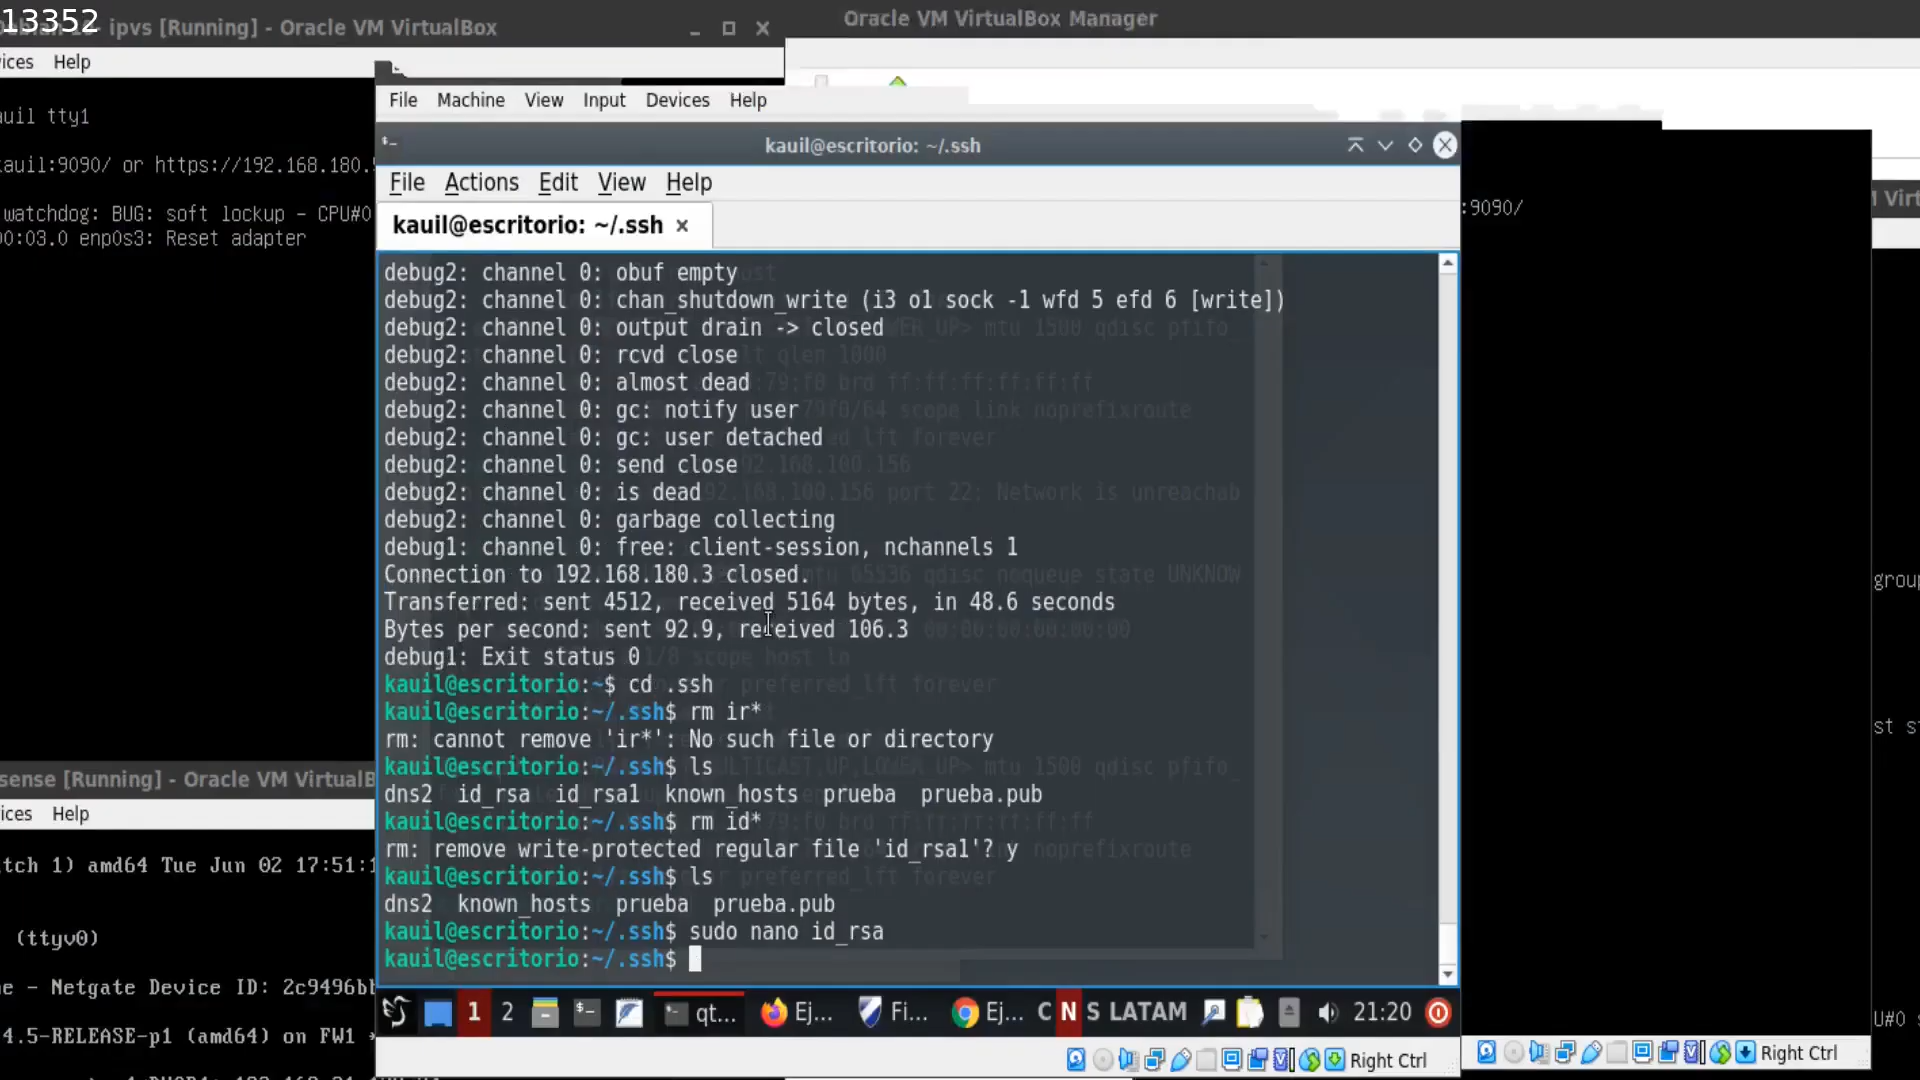 13352
ipvs [Running] - Oracle VM VirtualBox
Oracle VM VirtualBox Manager
ices Help
File Machine View Input Devices Help
auil tty1
kauil@escritorio: ~/.ssh
auil:9090/ or https://192.168.180.
File Actions Edit View Help
:9090/
watchdog: BUG: soft lockup - CPU#0
kauil@escritorio: ~/.ssh
00:03.0 enp0s3: Reset adapter
debug2: channel 0: obuf empty
debug2: channel 0: chan_shutdown_write (i3 o1 sock -1 wfd 5 efd 6 [write])
debug2: channel 0: output drain -> closed
debug2: channel 0: rcvd close
debug2: channel 0: almost dead
debug2: channel 0: gc: notify user
debug2: channel 0: gc: user detached
debug2: channel 0: send close
debug2: channel 0: is dead
debug2: channel 0: garbage collecting
debug1: channel 0: free: client-session, nchannels 1
Connection to 192.168.180.3 closed.
Transferred: sent 4512, received 5164 bytes, in 48.6 seconds
Bytes per second: sent 92.9, received 106.3
debug1: Exit status 0
kauil@escritorio:~$ cd .ssh
kauil@escritorio:~/.ssh$ rm ir*
rm: cannot remove 'ir*': No such file or directory
kauil@escritorio:~/.ssh$ ls
dns2 id_rsa id_rsa1 known_hosts prueba prueba.pub
kauil@escritorio:~/.ssh$ rm id*
rm: remove write-protected regular file 'id_rsa1'? y
kauil@escritorio:~/.ssh$ ls
dns2 known_hosts prueba prueba.pub
kauil@escritorio:~/.ssh$ sudo nano id_rsa
kauil@escritorio:~/.ssh$
sense [Running] - Oracle VM VirtualB
ices Help
tch 1) amd64 Tue Jun 02 17:51:1
(ttyv0)
e - Netgate Device ID: 2c9496b
4.5-RELEASE-p1 (amd64) on FW1
group
st s
U#0 s
1 2 qt... Ej... Fi... Ej... C N S LATAM 21:20
Right Ctrl
Right Ctrl